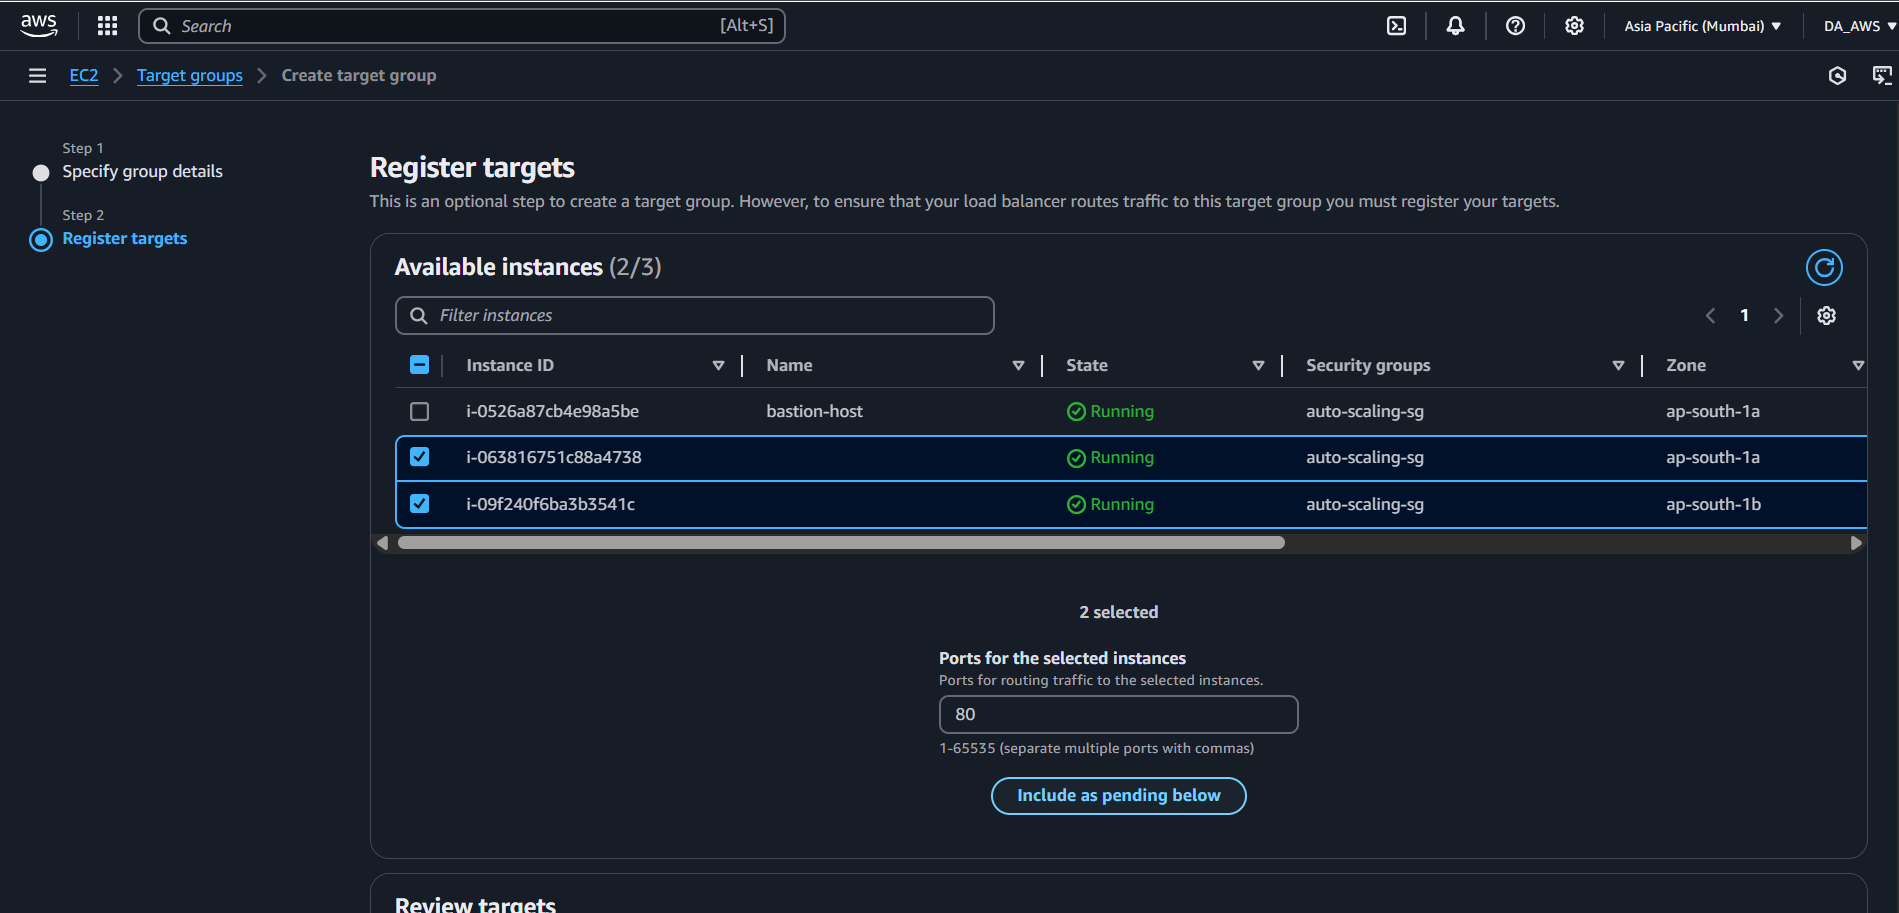 aws
Search [Alt+S]
Asia Pacific (Mumbai)
DA_AWS
EC2
Target groups
Create target group
Step 1
Specify group details
Step 2
Register targets
Register targets
This is an optional step to create a target group. However, to ensure that your load balancer routes traffic to this target group you must register your targets.
Available instances (2/3)
Filter instances
1
Instance ID Name State Security groups Zone
i-0526a87cb4e98a5be bastion-host Running auto-scaling-sg ap-south-1a
i-063816751c88a4738 Running auto-scaling-sg ap-south-1a
i-09f240f6ba3b3541c Running auto-scaling-sg ap-south-1b
2 selected
Ports for the selected instances
Ports for routing traffic to the selected instances.
80
1-65535 (separate multiple ports with commas)
Include as pending below
Review targets